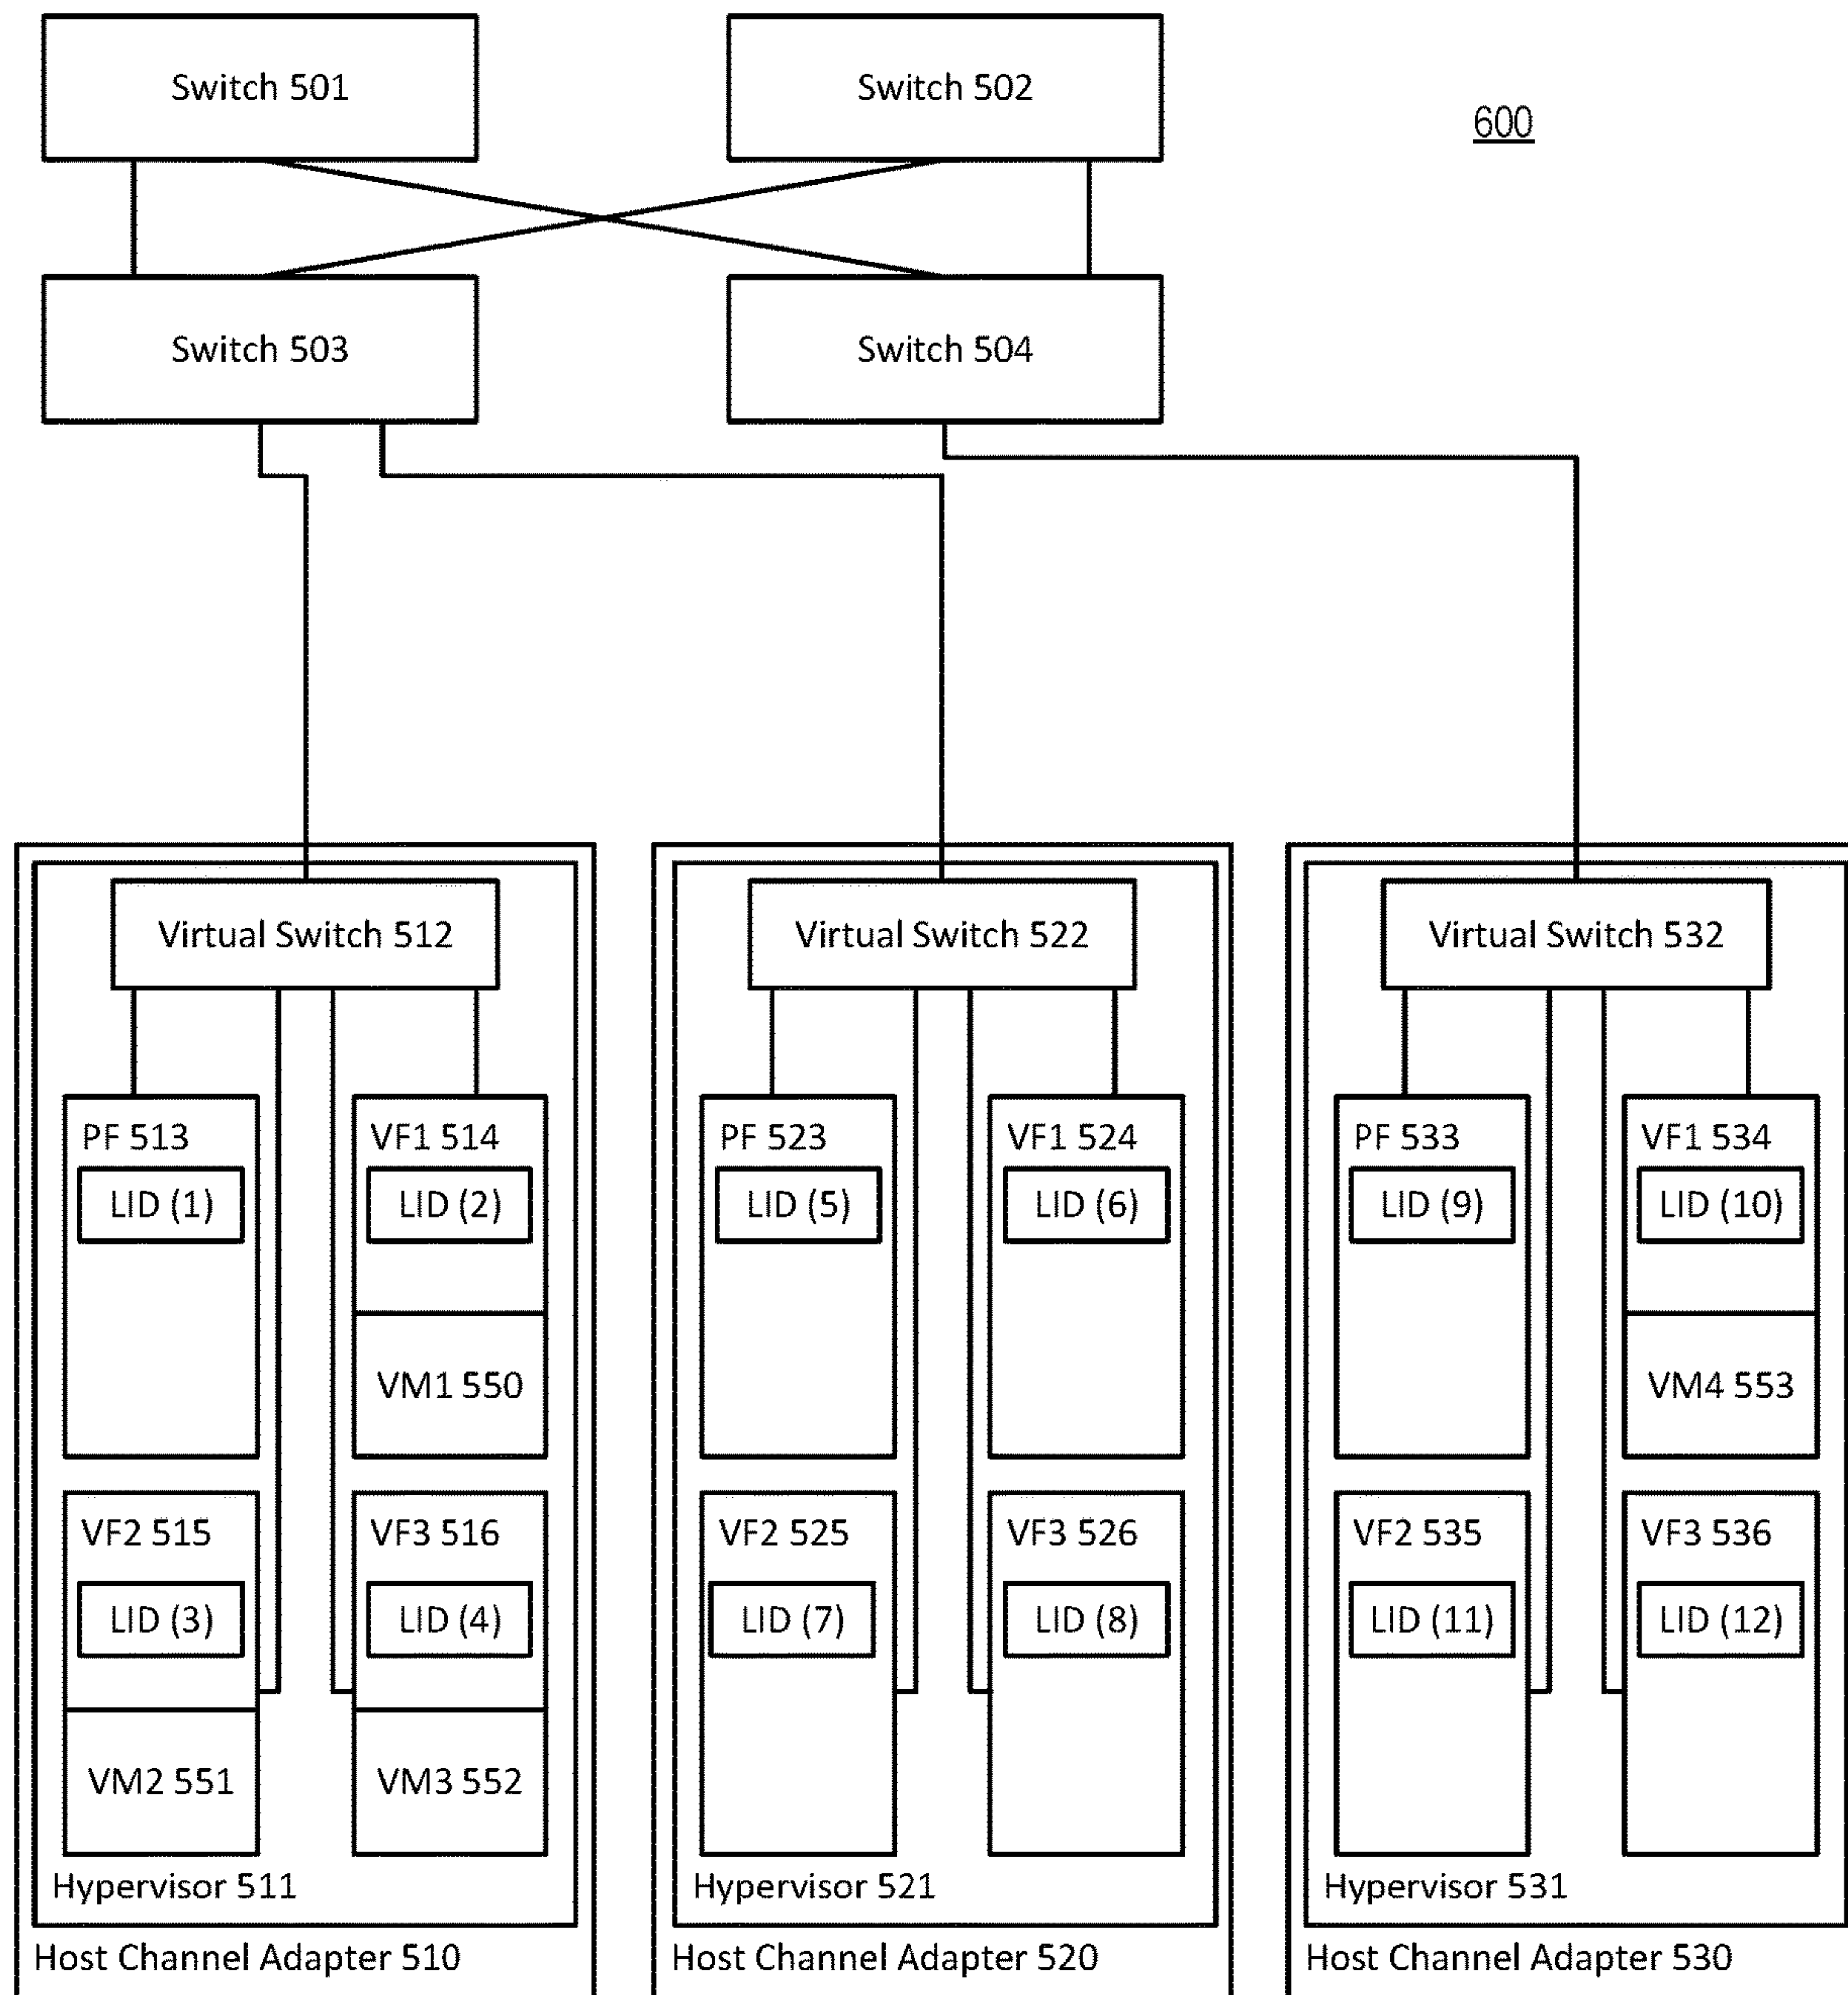 Switch 501
Switch 502
600
Switch 503
Switch 504
Virtual Switch 512
Virtual Switch 522
Virtual Switch 532
PF 513
LID (1)
VF1 514
LID (2)
VM1 550
VF2 515
LID (3)
VM2 551
VF3 516
LID (4)
VM3 552
Hypervisor 511
Host Channel Adapter 510
PF 523
LID (5)
VF1 524
LID (6)
VF2 525
LID (7)
VF3 526
LID (8)
Hypervisor 521
Host Channel Adapter 520
PF 533
LID (9)
VF1 534
LID (10)
VM4 553
VF2 535
LID (11)
VF3 536
LID (12)
Hypervisor 531
Host Channel Adapter 530